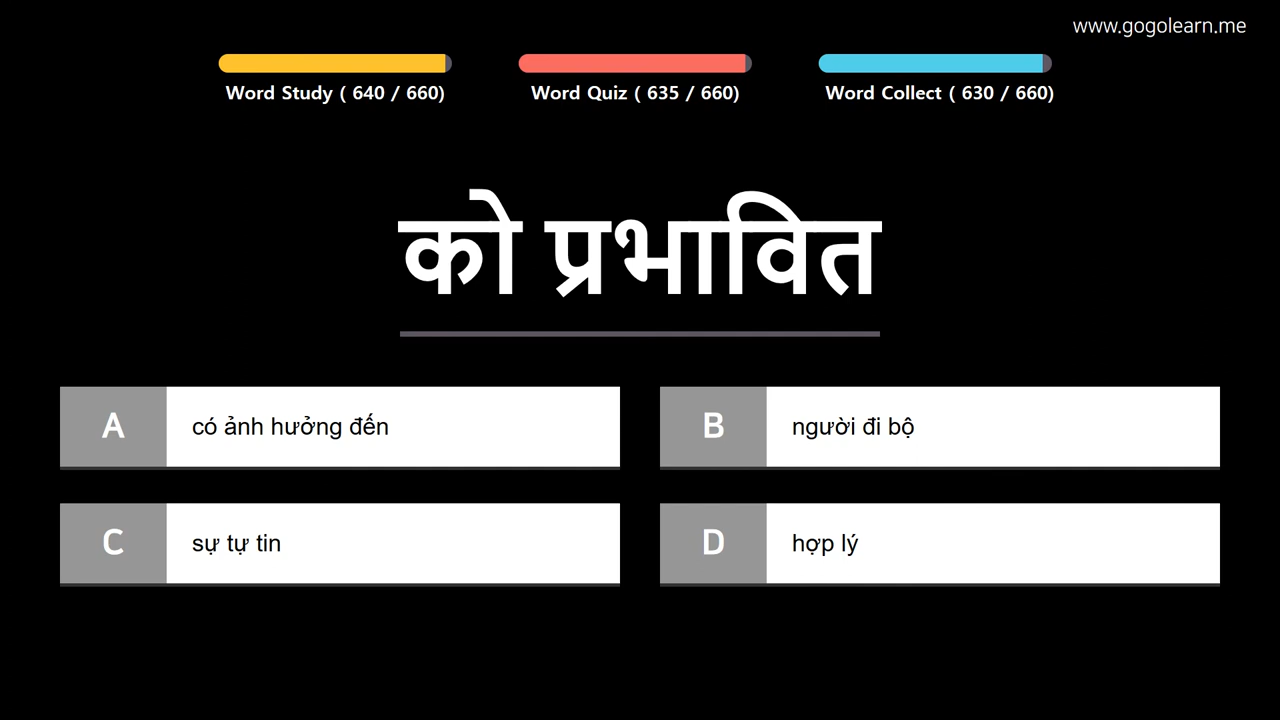 www.gogolearn.me
Word Study ( 640 / 660)
Word Quiz ( 635 / 660)
Word Collect ( 630 / 660)
को प्रभावित
A
có ảnh hưởng đến
B
người đi bộ
C
sự tự tin
D
hợp lý